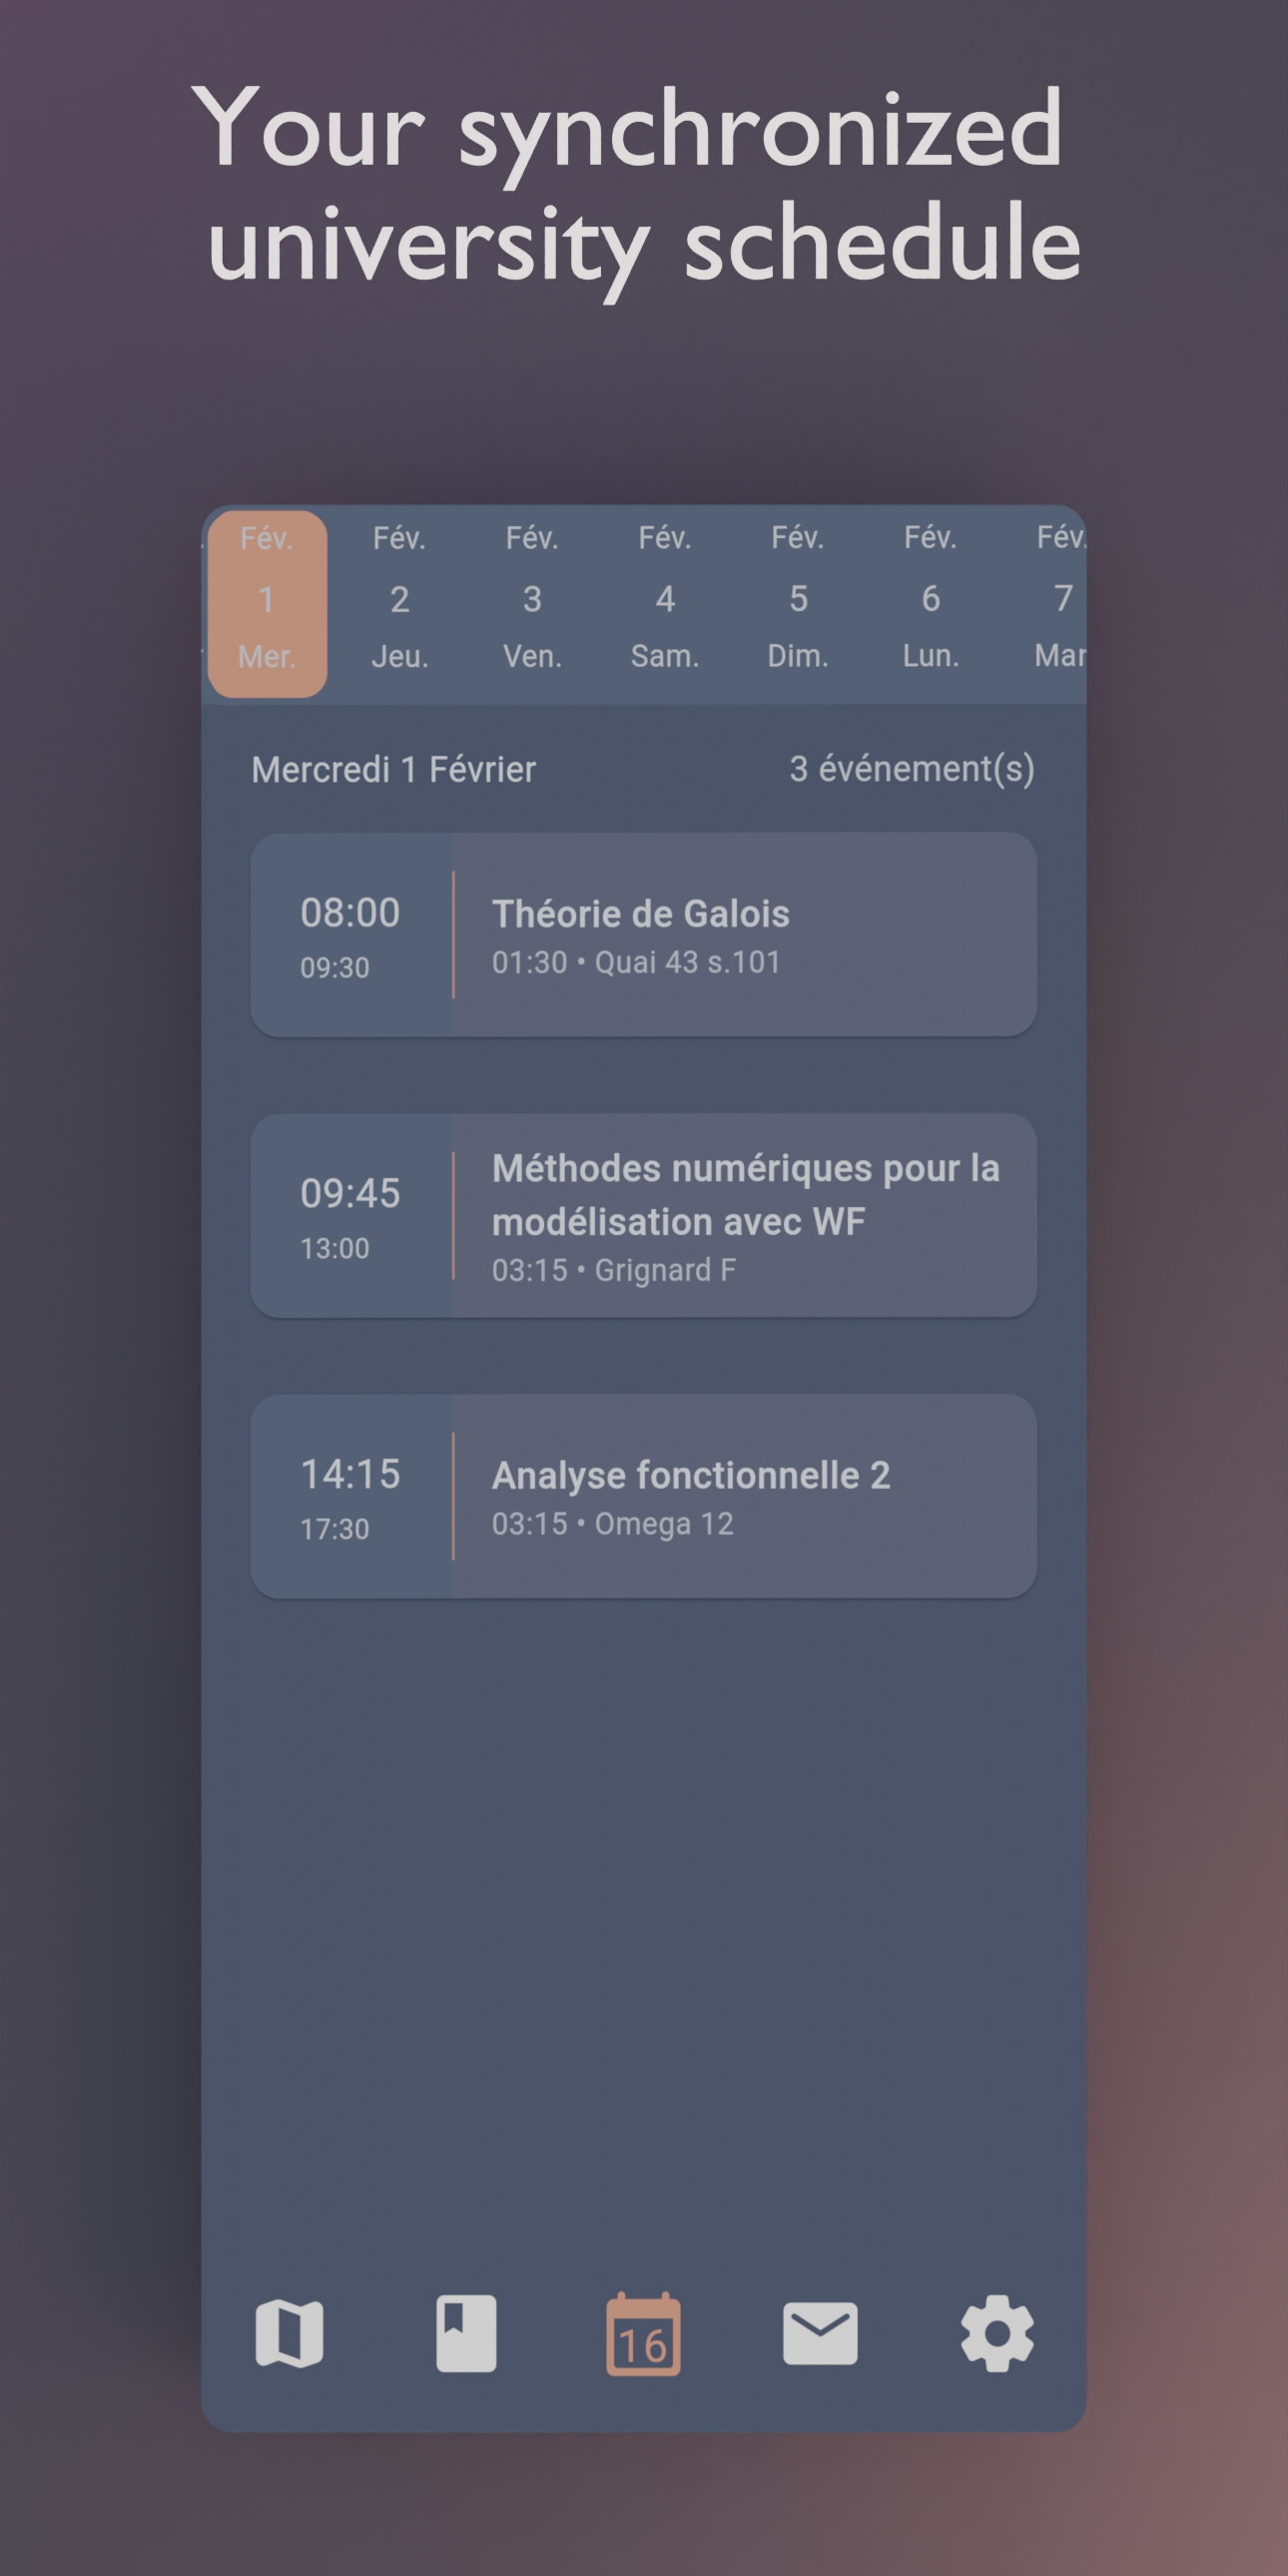 Your synchronized
university schedule
Fév. Fév. Fév. Fév. Fév. Fév. Fév.
1 2 3 4 5 6 7
Mer. Jeu. Ven. Sam. Dim. Lun. Mar
Mercredi 1 Février 3 événement(s)
08:00
09:30
Théorie de Galois
01:30 • Quai 43 s.101
09:45
13:00
Méthodes numériques pour la
modélisation avec WF
03:15 • Grignard F
14:15
17:30
Analyse fonctionnelle 2
03:15 • Omega 12
16